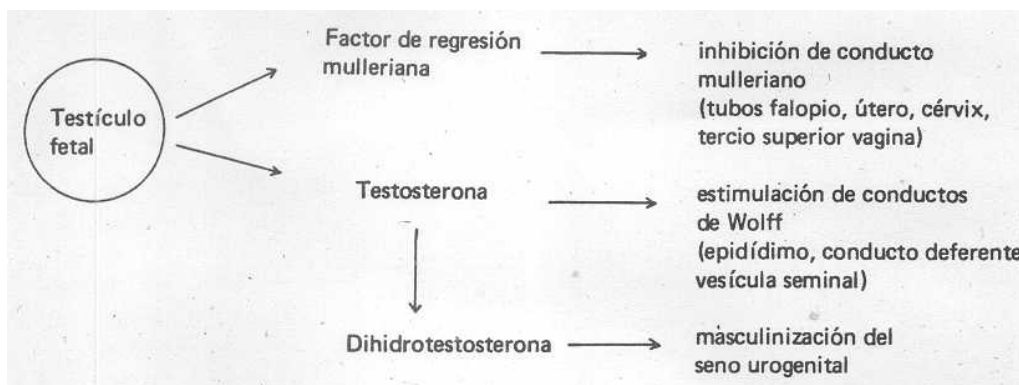 Testículo
fetal
Factor de regresión
mulleriana
inhibición de conducto
mulleriano
(tubos falopio, útero, cérvix,
tercio superior vagina)
Testosterona
estimulación de conductos
de Wolff
(epidídimo, conducto deferente
vesícula seminal)
Dihidrotestosterona
masculinización del
seno urogenital